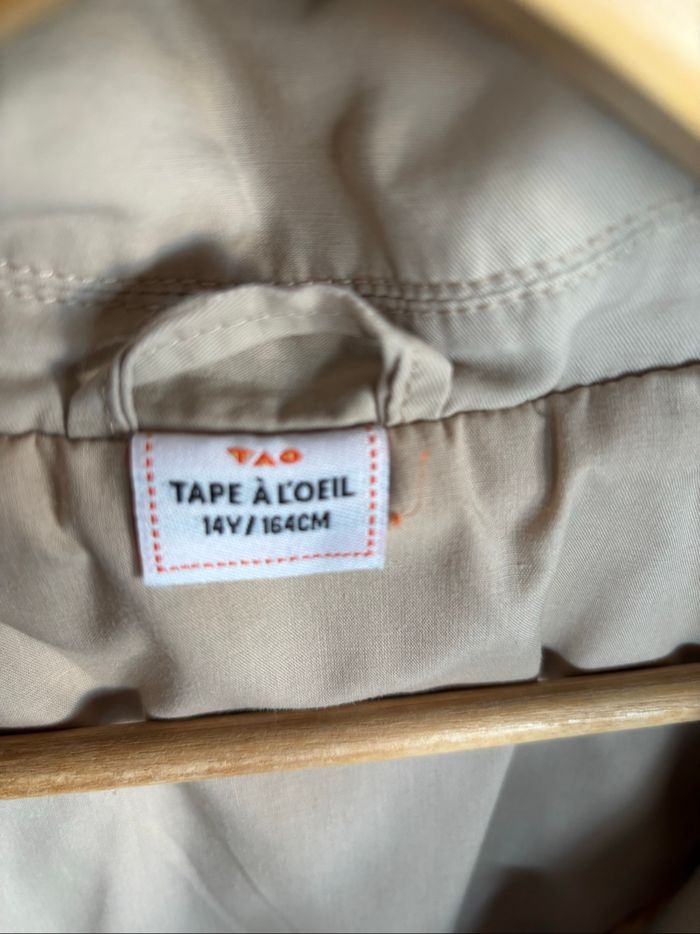 TAO
TAPE À L'OEIL
14Y/164CM